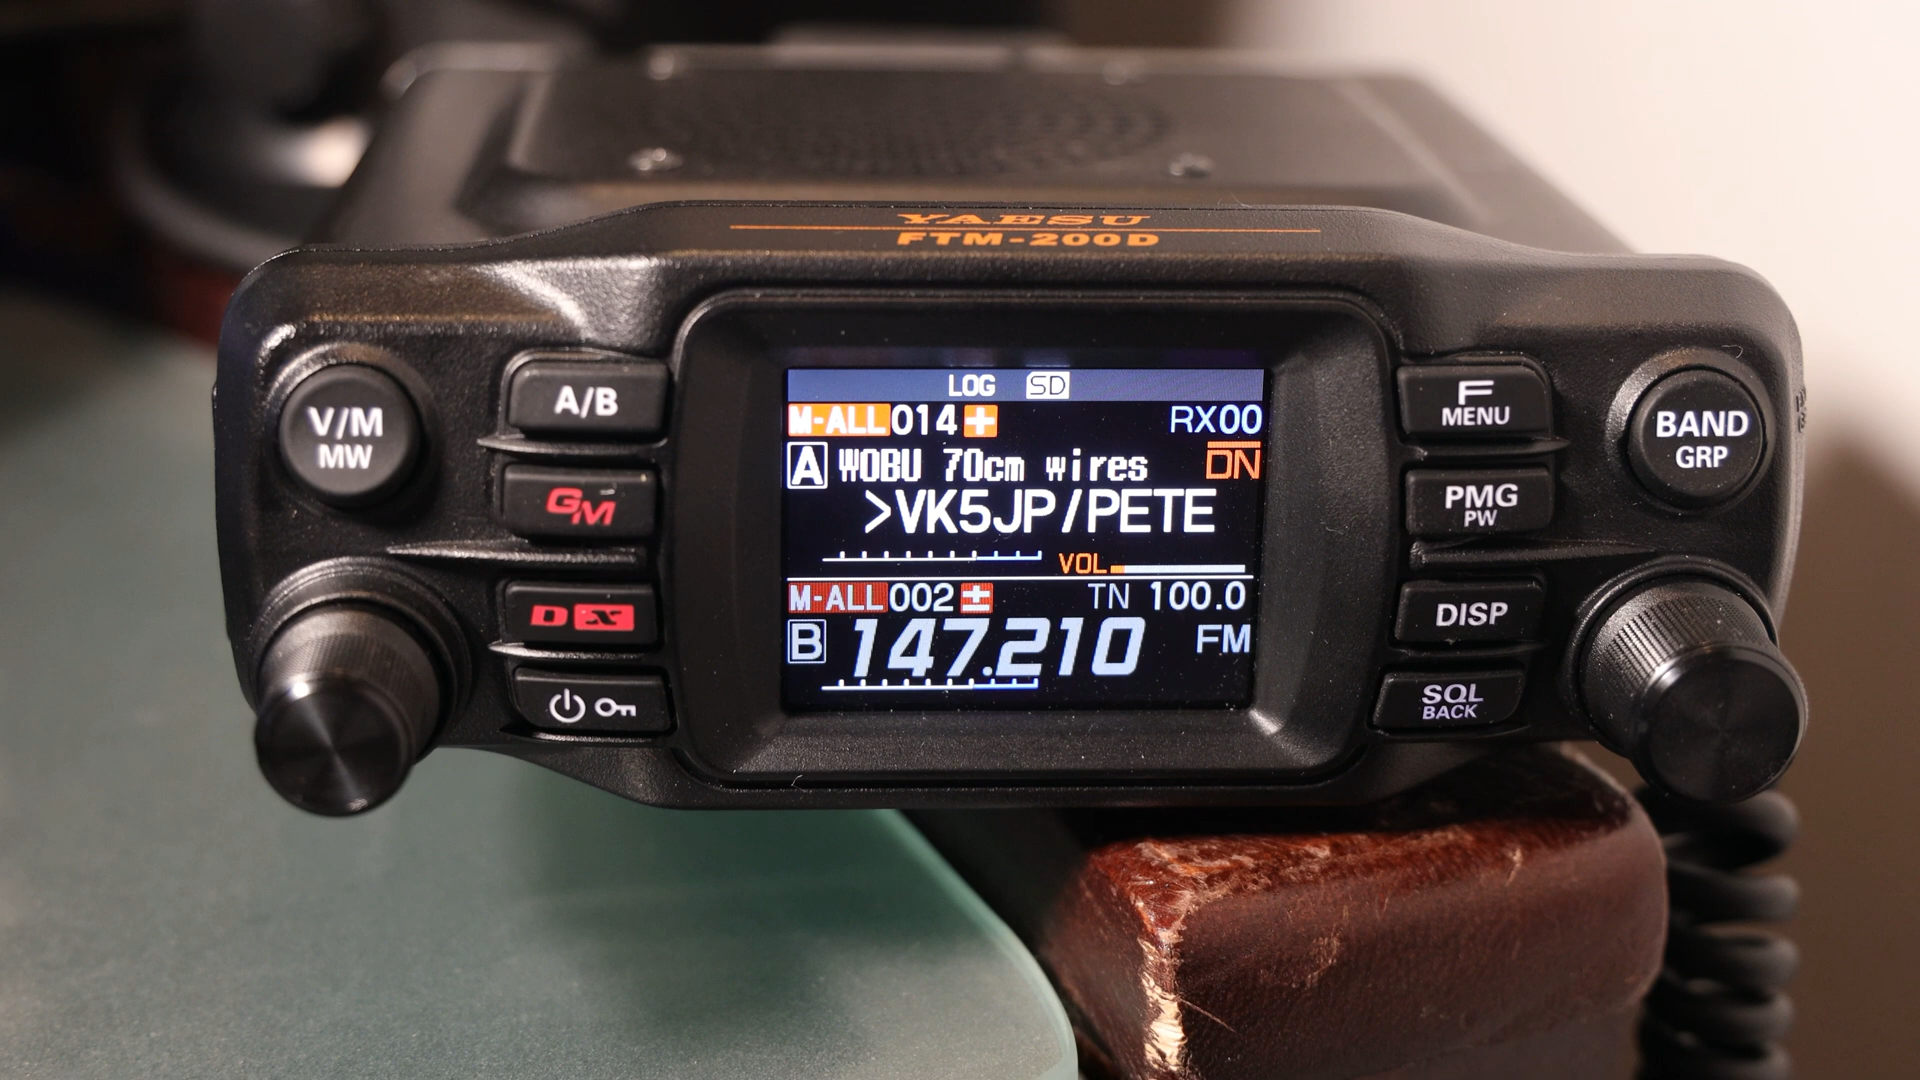 YAESU
FTM-200D
V/M
MW
A/B
GM
DX
LOG SD
M-ALL 014 + RX00
A W0BU 70cm wires DN
>VK5JP/PETE
VOL
M-ALL 002 ± TN 100.0
B 147.210 FM
F
MENU
PMG
PW
DISP
SQL
BACK
BAND
GRP